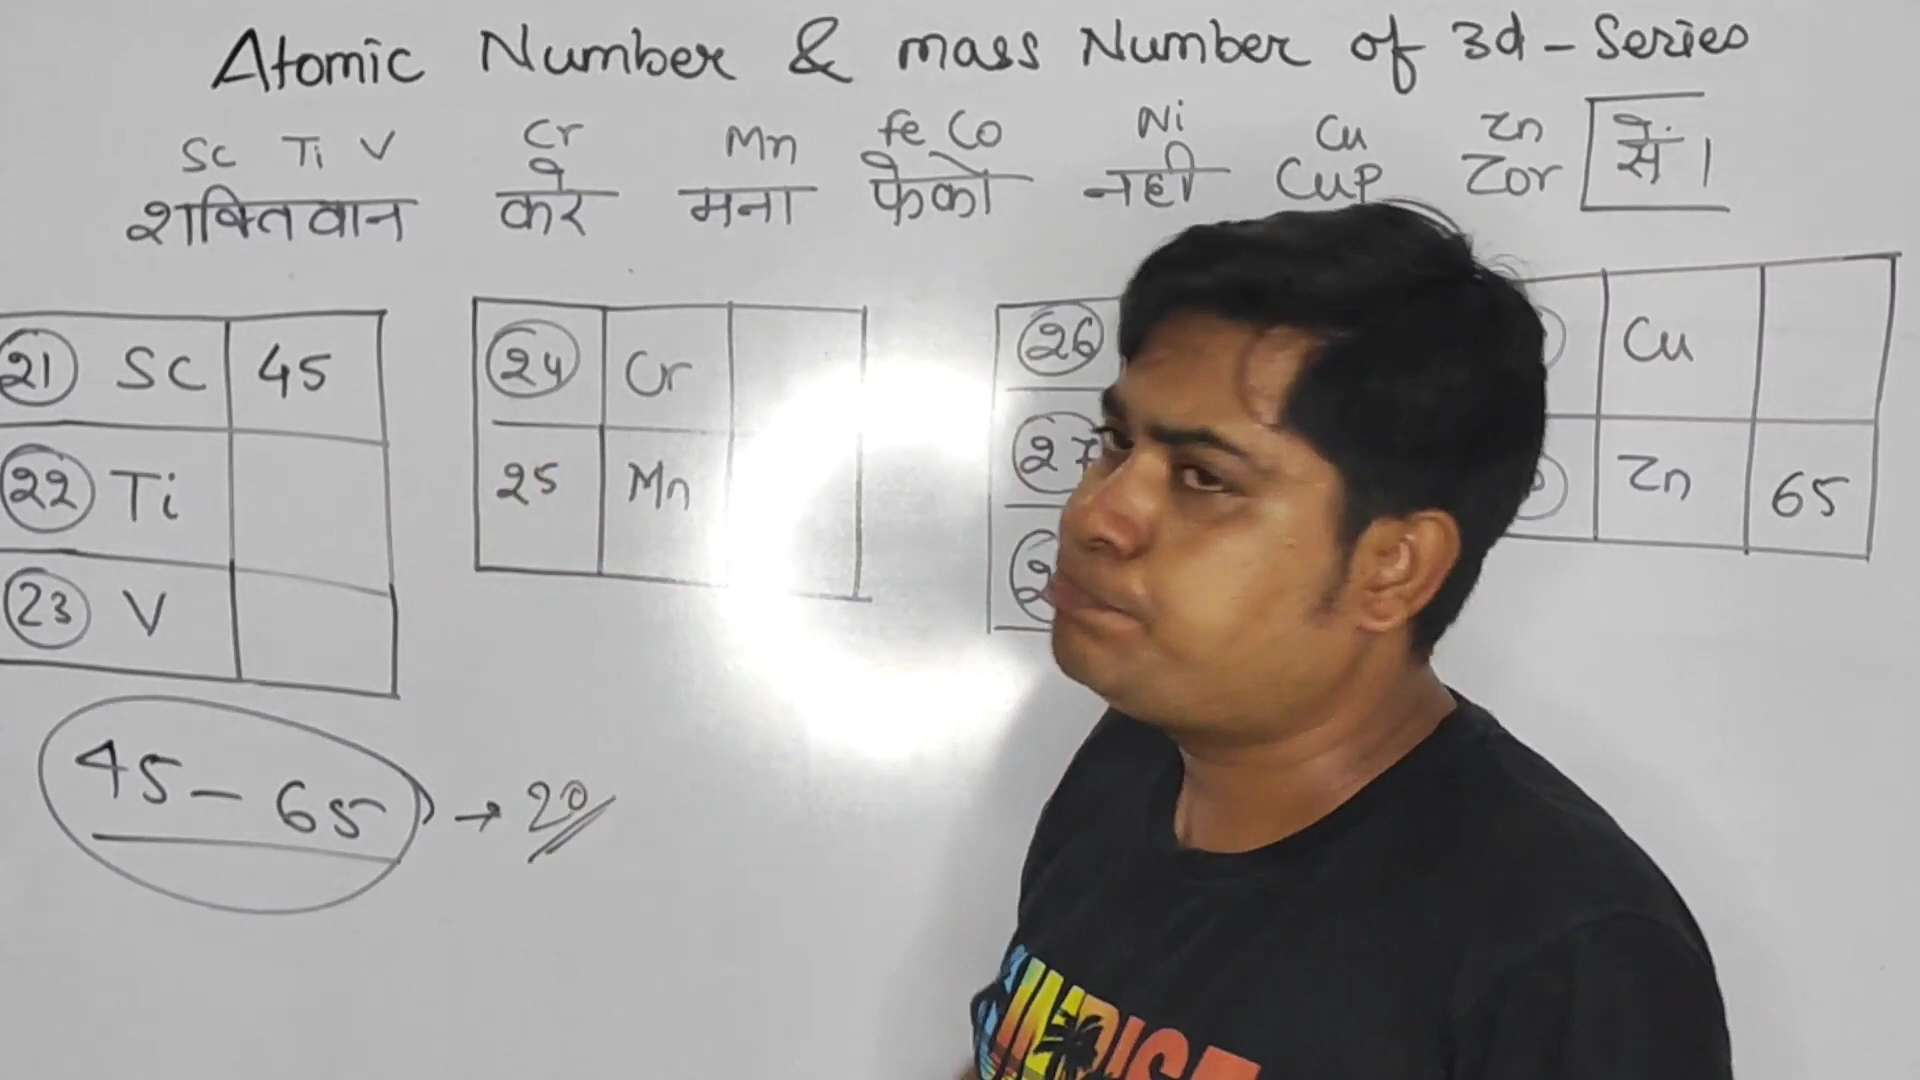 Atomic Number & mass Number of 3d-Series
Sc Ti V Cr Mn Fe Co Ni Cu Zn
शक्तिवान करे मना फेको नही Cup Zor से।
21 Sc 45
22 Ti
23 V
24 Cr
25 Mn
26
27
Cu
Zn 65
45 - 65 → 20